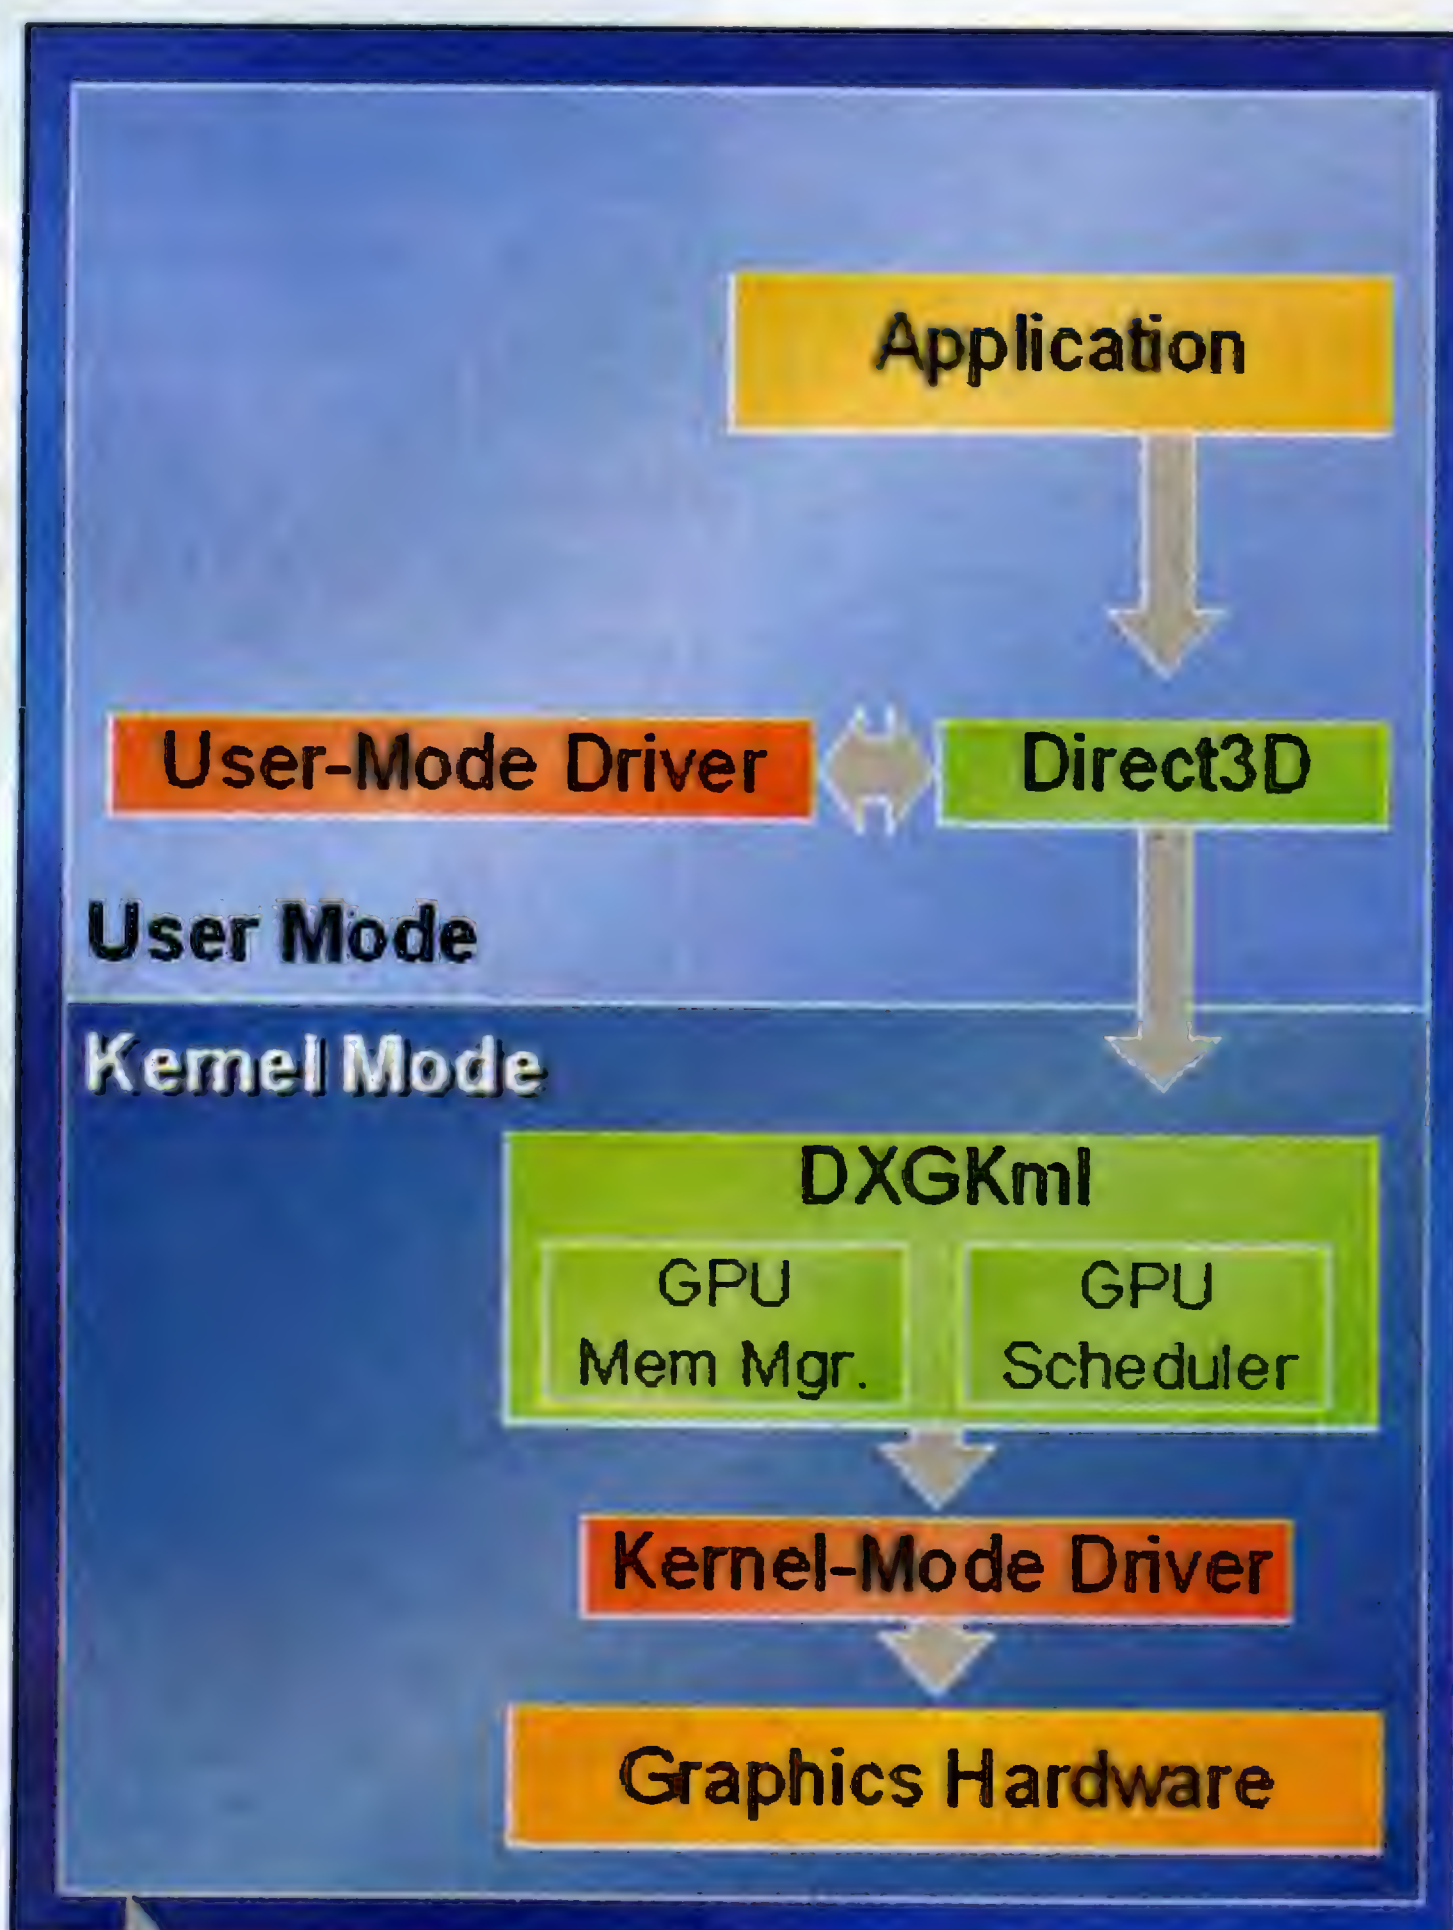 Application
User-Mode Driver
Direct3D
User Mode
Kernel Mode
DXGKrnl
GPU
Mem Mgr.
GPU
Scheduler
Kernel-Mode Driver
Graphics Hardware